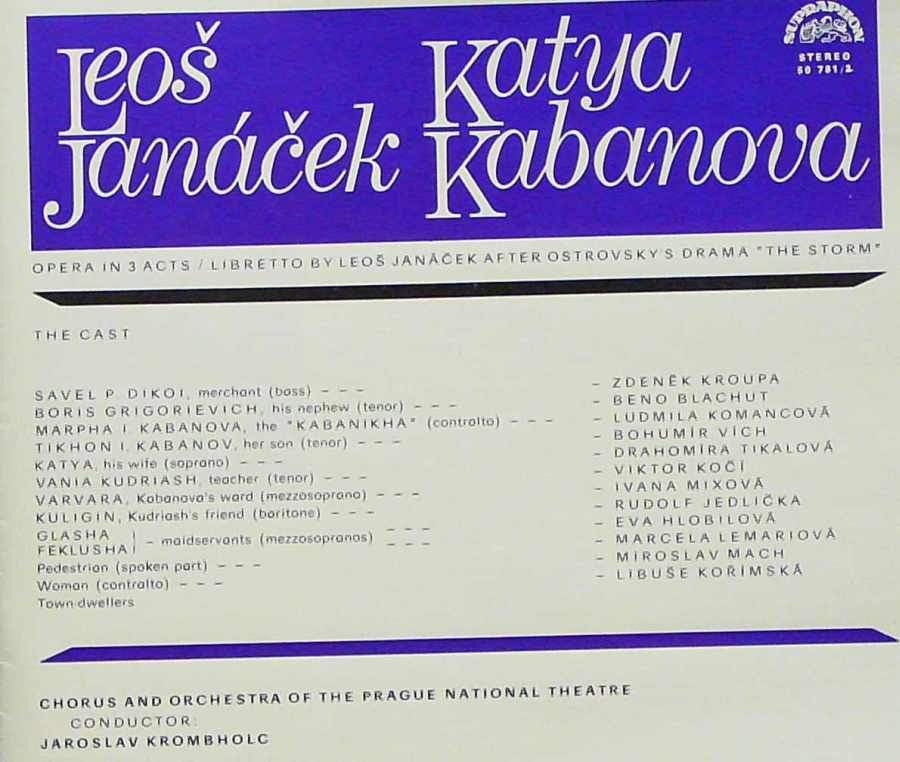 Leoš Janáček
Katya Kabanova
SUPRAPHON
STEREO
50 781/2
OPERA IN 3 ACTS / LIBRETTO BY LEOŠ JANÁČEK AFTER OSTROVSKY'S DRAMA "THE STORM"
THE CAST
SAVEL P. DIKOI, merchant (bass) – – – – ZDENĚK KROUPA
BORIS GRIGORIEVICH, his nephew (tenor) – – – – BENO BLACHUT
MARPHA I. KABANOVA, the "KABANIKHA" (contralto) – – – – LUDMILA KOMANCOVÁ
TIKHON I. KABANOV, her son (tenor) – – – – BOHUMÍR VÍCH
KATYA, his wife (soprano) – – – – DRAHOMÍRA TIKALOVÁ
VANIA KUDRIASH, teacher (tenor) – – – – VIKTOR KOČÍ
VARVARA, Kabanova's ward (mezzosoprano) – – – – IVANA MIXOVÁ
KULIGIN, Kudriash's friend (baritone) – – – – RUDOLF JEDLIČKA
GLASHA – – – – EVA HLOBILOVÁ
FEKLUSHA – maidservants (mezzosopranos) – – – – MARCELA LEMARIOVÁ
Pedestrian (spoken part) – – – – MIROSLAV MACH
Woman (contralto) – – – – LIBUŠE KOŘÍMSKÁ
Town-dwellers
CHORUS AND ORCHESTRA OF THE PRAGUE NATIONAL THEATRE
CONDUCTOR:
JAROSLAV KROMBHOLC